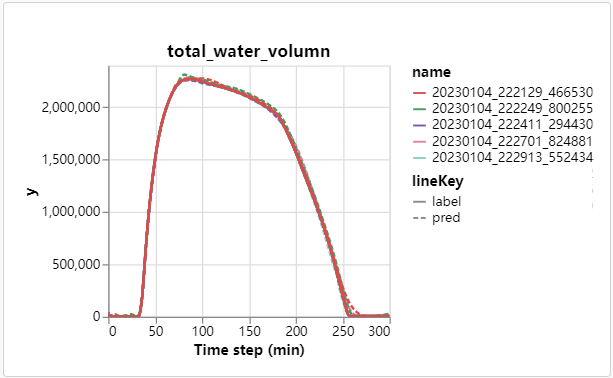 total_water_volumn
y
2,000,000
1,500,000
1,000,000
500,000
0
0 50 100 150 200 250 300
Time step (min)
name
20230104_222129_466530
20230104_222249_800255
20230104_222411_294430
20230104_222701_824881
20230104_222913_552434
lineKey
label
pred